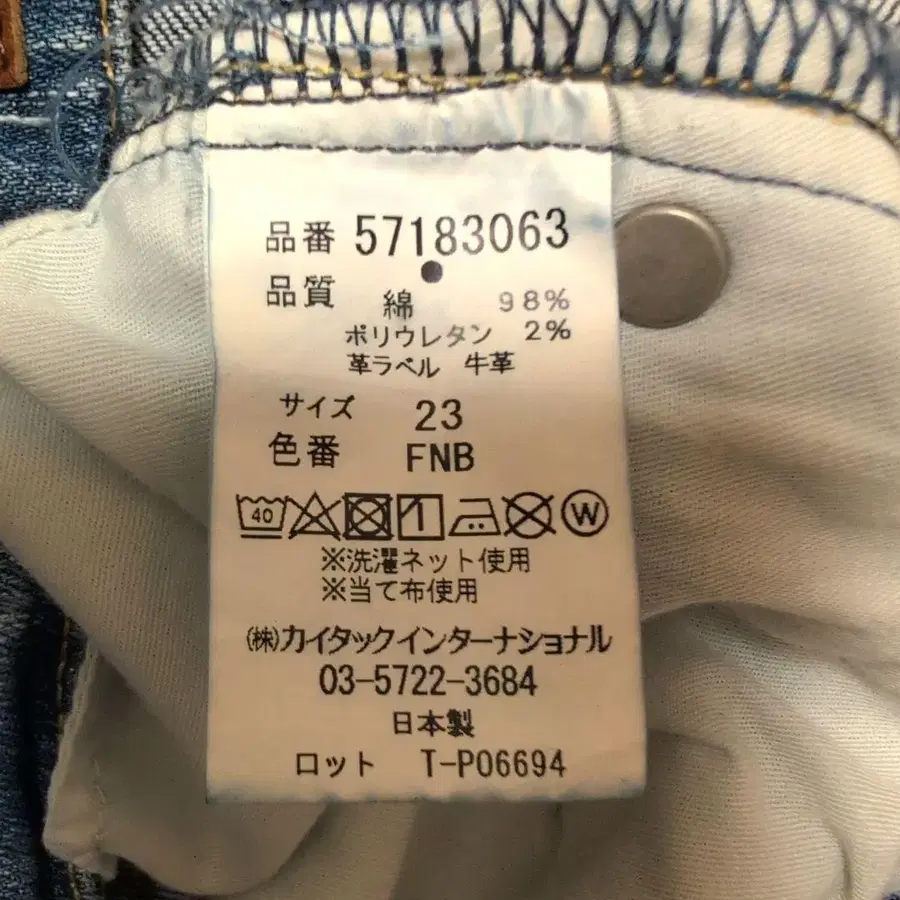 品番 57183063
品質 綿 98%
ポリウレタン 2%
革ラベル 牛革
サイズ 23
色番 FNB
40 W
※洗濯ネット使用
※当て布使用
㈱カイタックインターナショナル
03-5722-3684
日本製
ロット T-P06694